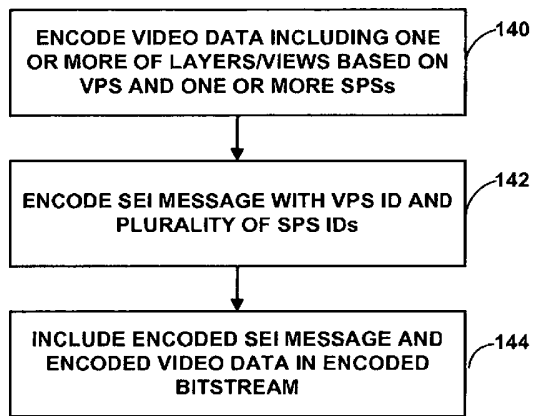 ENCODE VIDEO DATA INCLUDING ONE
OR MORE OF LAYERS/VIEWS BASED ON
VPS AND ONE OR MORE SPSs
140
ENCODE SEI MESSAGE WITH VPS ID AND
PLURALITY OF SPS IDs
142
INCLUDE ENCODED SEI MESSAGE AND
ENCODED VIDEO DATA IN ENCODED
BITSTREAM
144